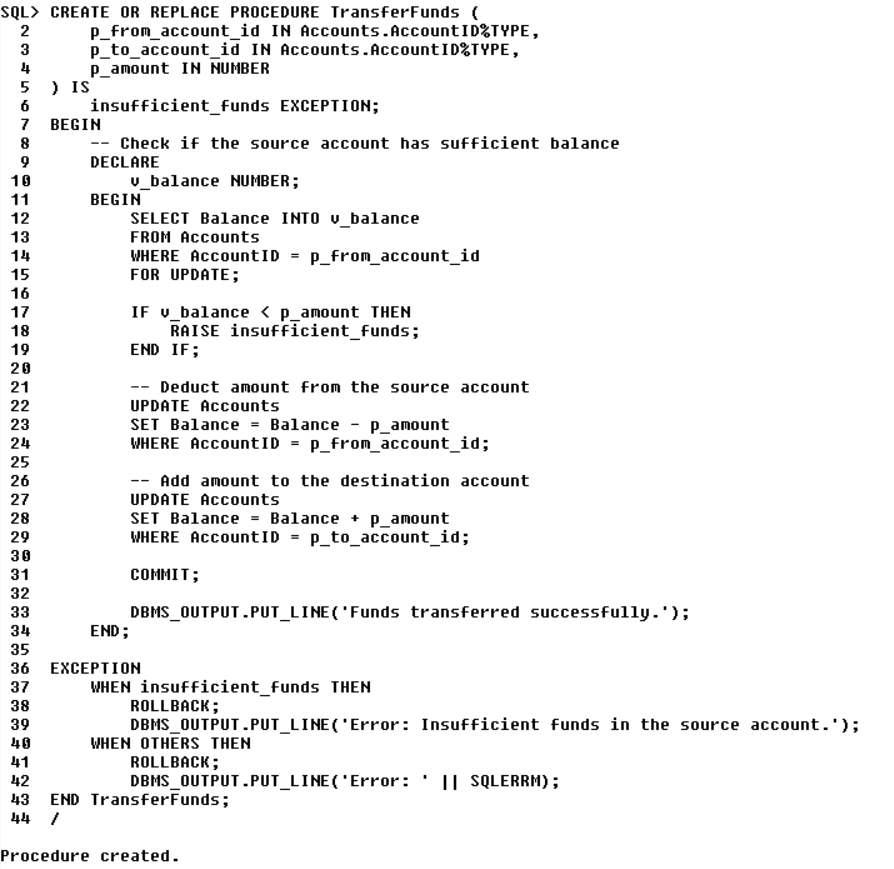 SQL> CREATE OR REPLACE PROCEDURE TransferFunds (
  2      p_from_account_id IN Accounts.AccountID%TYPE,
  3      p_to_account_id IN Accounts.AccountID%TYPE,
  4      p_amount IN NUMBER
  5  ) IS
  6      insufficient_funds EXCEPTION;
  7  BEGIN
  8      -- Check if the source account has sufficient balance
  9      DECLARE
 10          v_balance NUMBER;
 11      BEGIN
 12          SELECT Balance INTO v_balance
 13          FROM Accounts
 14          WHERE AccountID = p_from_account_id
 15          FOR UPDATE;
 16
 17          IF v_balance < p_amount THEN
 18              RAISE insufficient_funds;
 19          END IF;
 20
 21          -- Deduct amount from the source account
 22          UPDATE Accounts
 23          SET Balance = Balance - p_amount
 24          WHERE AccountID = p_from_account_id;
 25
 26          -- Add amount to the destination account
 27          UPDATE Accounts
 28          SET Balance = Balance + p_amount
 29          WHERE AccountID = p_to_account_id;
 30
 31          COMMIT;
 32
 33          DBMS_OUTPUT.PUT_LINE('Funds transferred successfully.');
 34      END;
 35
 36  EXCEPTION
 37      WHEN insufficient_funds THEN
 38          ROLLBACK;
 39          DBMS_OUTPUT.PUT_LINE('Error: Insufficient funds in the source account.');
 40      WHEN OTHERS THEN
 41          ROLLBACK;
 42          DBMS_OUTPUT.PUT_LINE('Error: ' || SQLERRM);
 43  END TransferFunds;
 44  /

Procedure created.